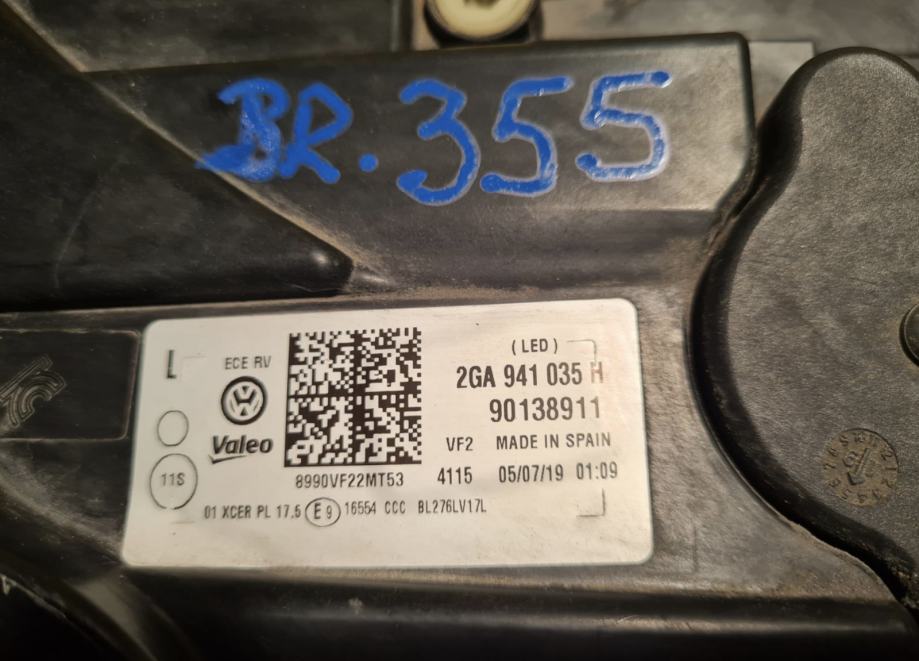 BR. 355
L
ECE RV
(LED)
2GA 941 035 H
90138911
Valeo
VF2 MADE IN SPAIN
8990VF22MT53 4115 05/07/19 01:09
11S
01 XCER PL 17.5 E9 16554 CCC BL276LV17L